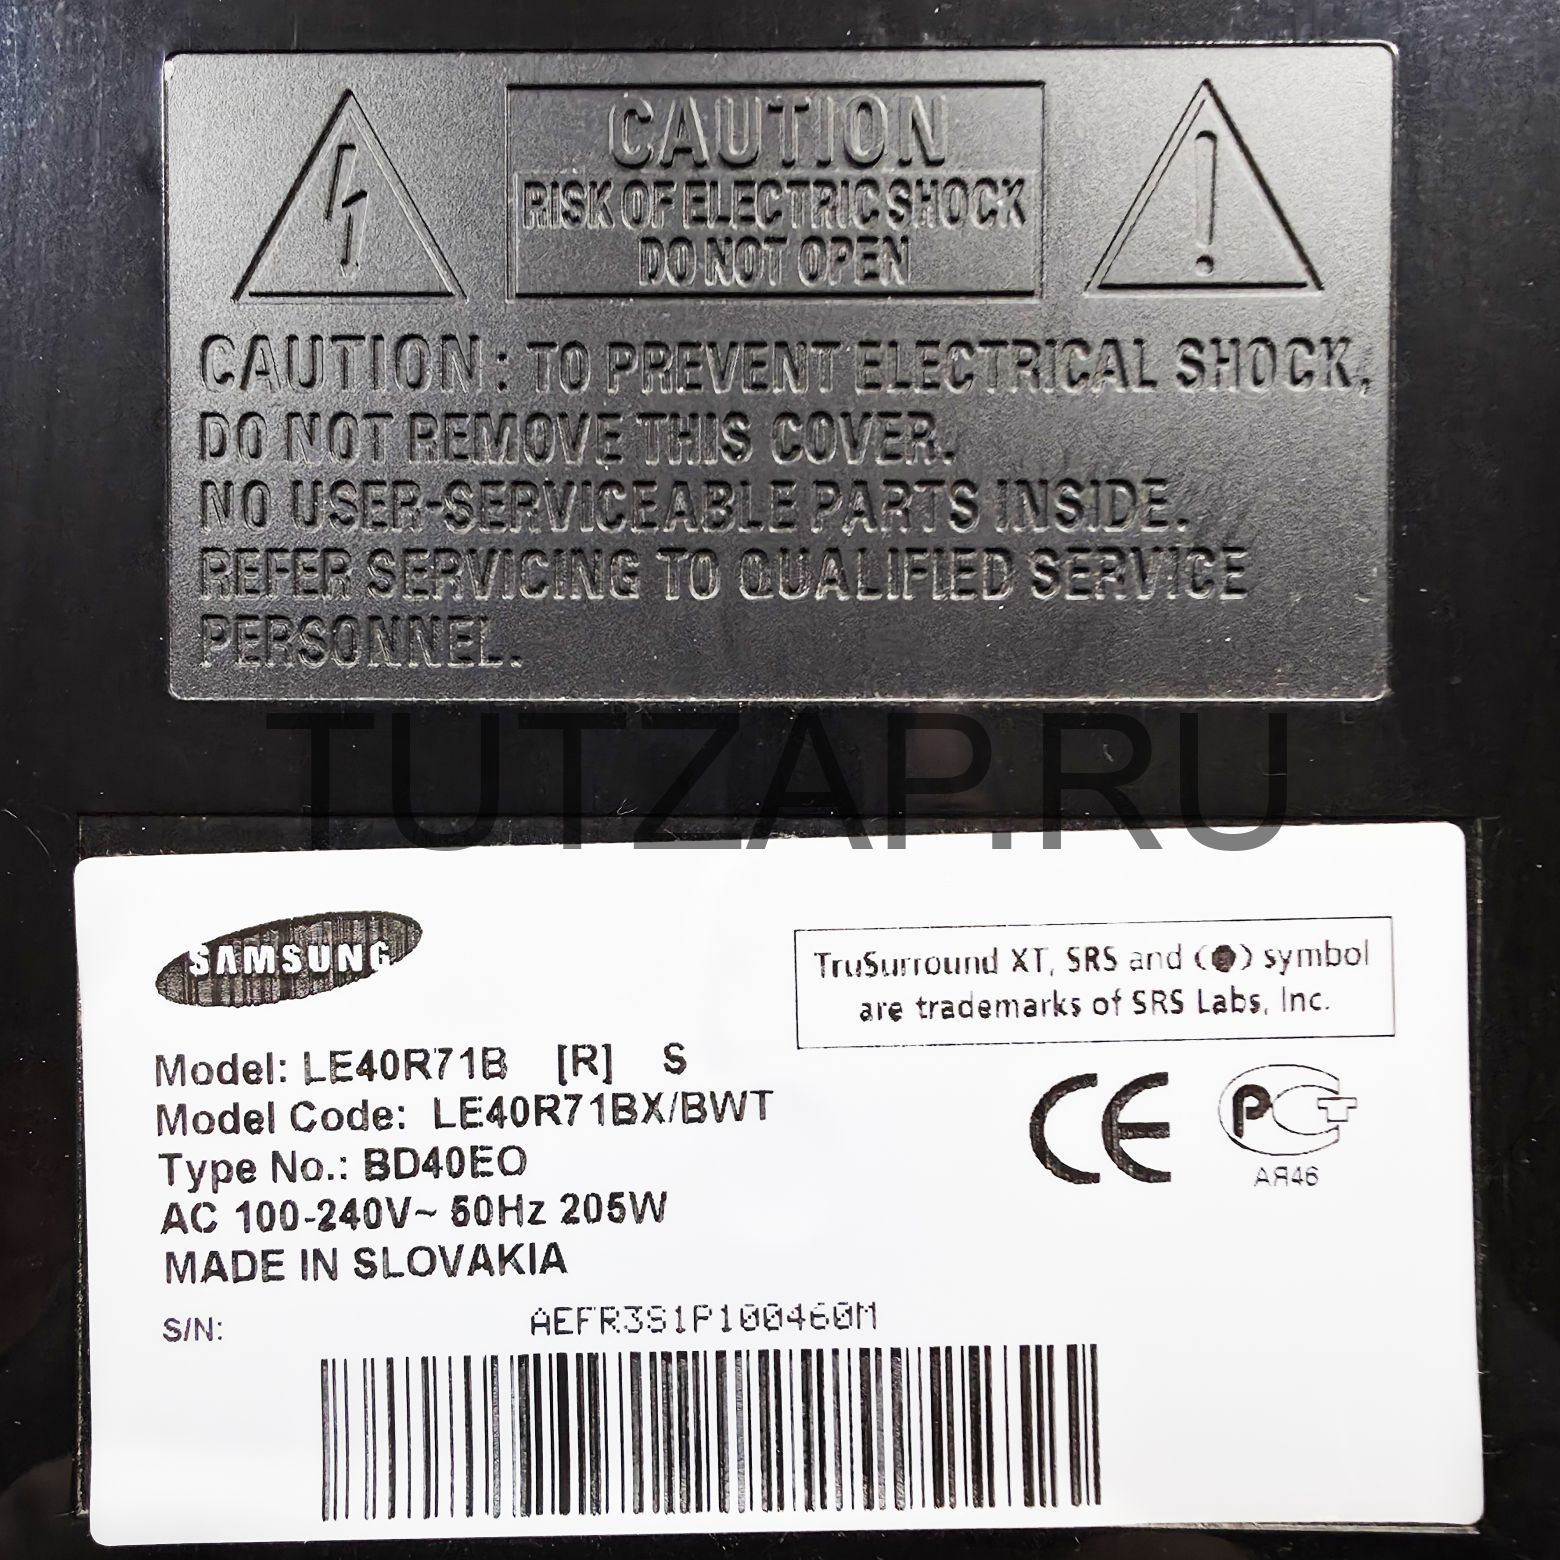 CAUTION
RISK OF ELECTRIC SHOCK
DO NOT OPEN
CAUTION: TO PREVENT ELECTRICAL SHOCK,
DO NOT REMOVE THIS COVER.
NO USER-SERVICEABLE PARTS INSIDE.
REFER SERVICING TO QUALIFIED SERVICE
PERSONNEL.
TUTZAP.RU
SAMSUNG
TruSurround XT, SRS and (●) symbol
are trademarks of SRS Labs, Inc.
Model: LE40R71B [R] S
Model Code: LE40R71BX/BWT
Type No.: BD40EO
AC 100-240V~ 50Hz 205W
MADE IN SLOVAKIA
CE
РСТ
АЯ46
S/N: AEFR3S1P100460M